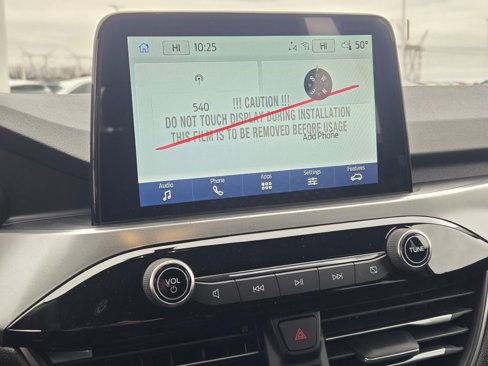 HI 10:25 HI 50°
540
!!! CAUTION !!!
DO NOT TOUCH DISPLAY DURING INSTALLATION
THIS FILM IS TO BE REMOVED BEFORE USAGE
Add Phone
Audio Phone Apps Settings Features
VOL
TUNE